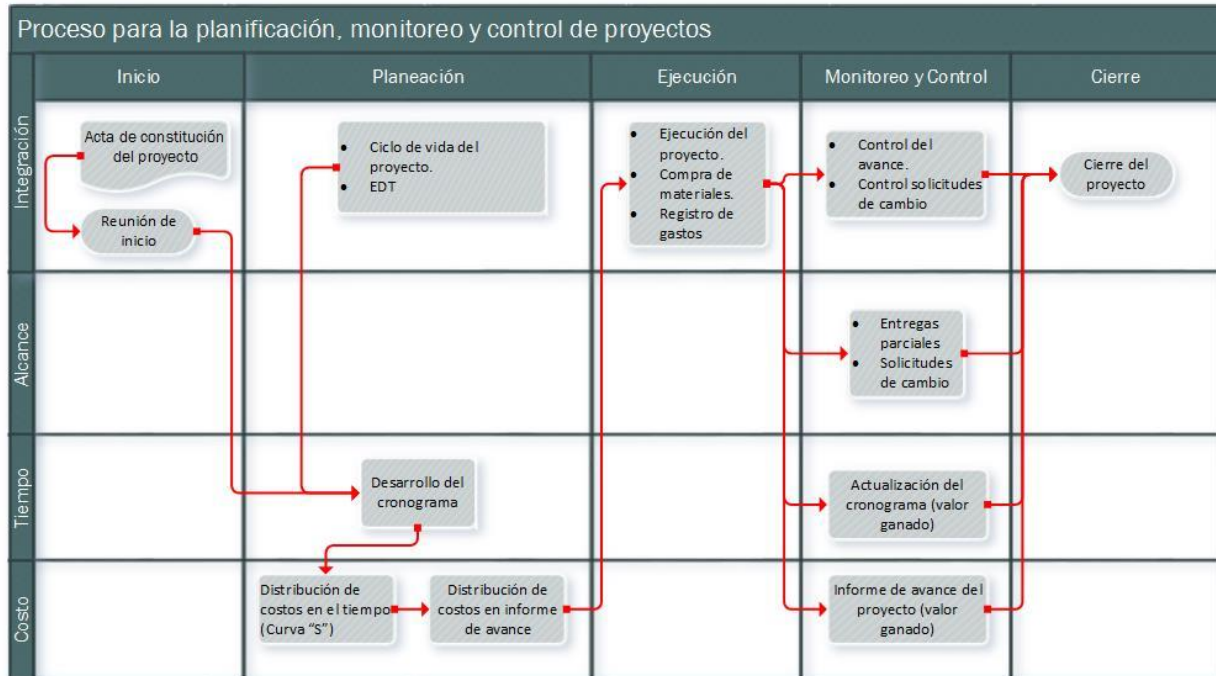 Proceso para la planificación, monitoreo y control de proyectos
Inicio
Planeación
Ejecución
Monitoreo y Control
Cierre
Integración
Acta de constitución
del proyecto
Reunión de
inicio
• Ciclo de vida del
proyecto.
• EDT
• Ejecución del
proyecto.
• Compra de
materiales.
• Registro de
gastos
• Control del
avance.
• Control solicitudes
de cambio
Cierre del
proyecto
Alcance
• Entregas
parciales
• Solicitudes
de cambio
Tiempo
Desarrollo del
cronograma
Actualización del
cronograma (valor
ganado)
Costo
Distribución de
costos en el tiempo
(Curva “S”)
Distribución de
costos en informe
de avance
Informe de avance del
proyecto (valor
ganado)